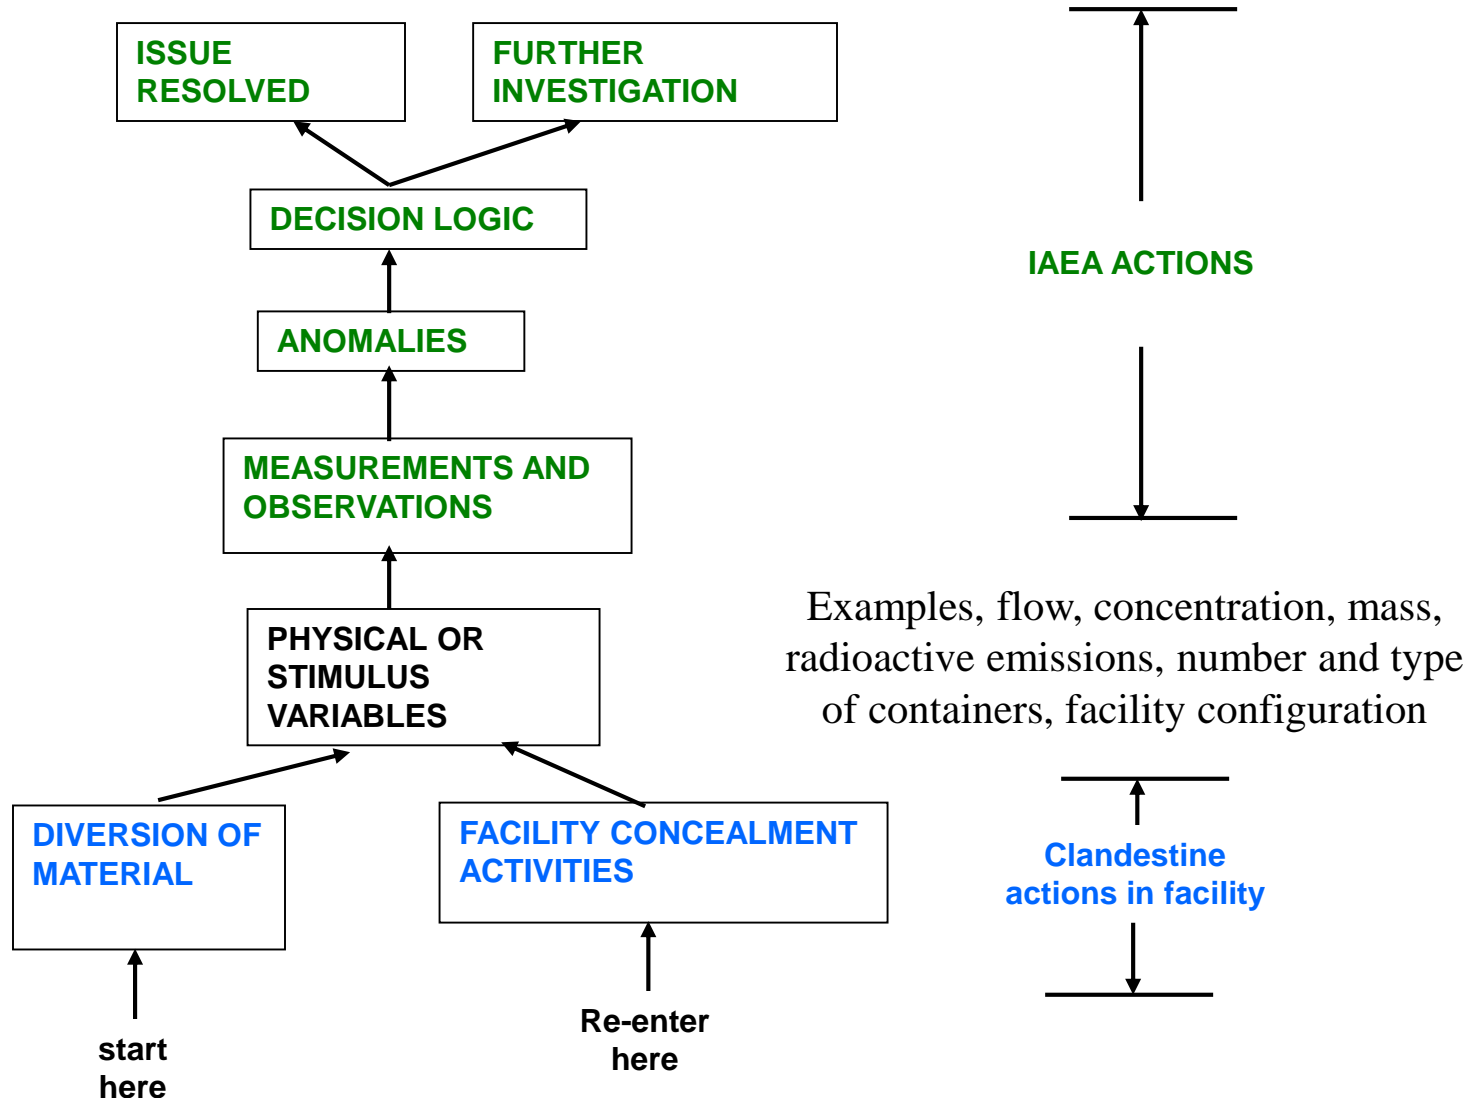 ISSUE
RESOLVED
FURTHER
INVESTIGATION
DECISION LOGIC
IAEA ACTIONS
ANOMALIES
MEASUREMENTS AND
OBSERVATIONS
PHYSICAL OR
STIMULUS
VARIABLES
Examples, flow, concentration, mass,
radioactive emissions, number and type
of containers, facility configuration
DIVERSION OF
MATERIAL
FACILITY CONCEALMENT
ACTIVITIES
Clandestine
actions in facility
start
here
Re-enter
here